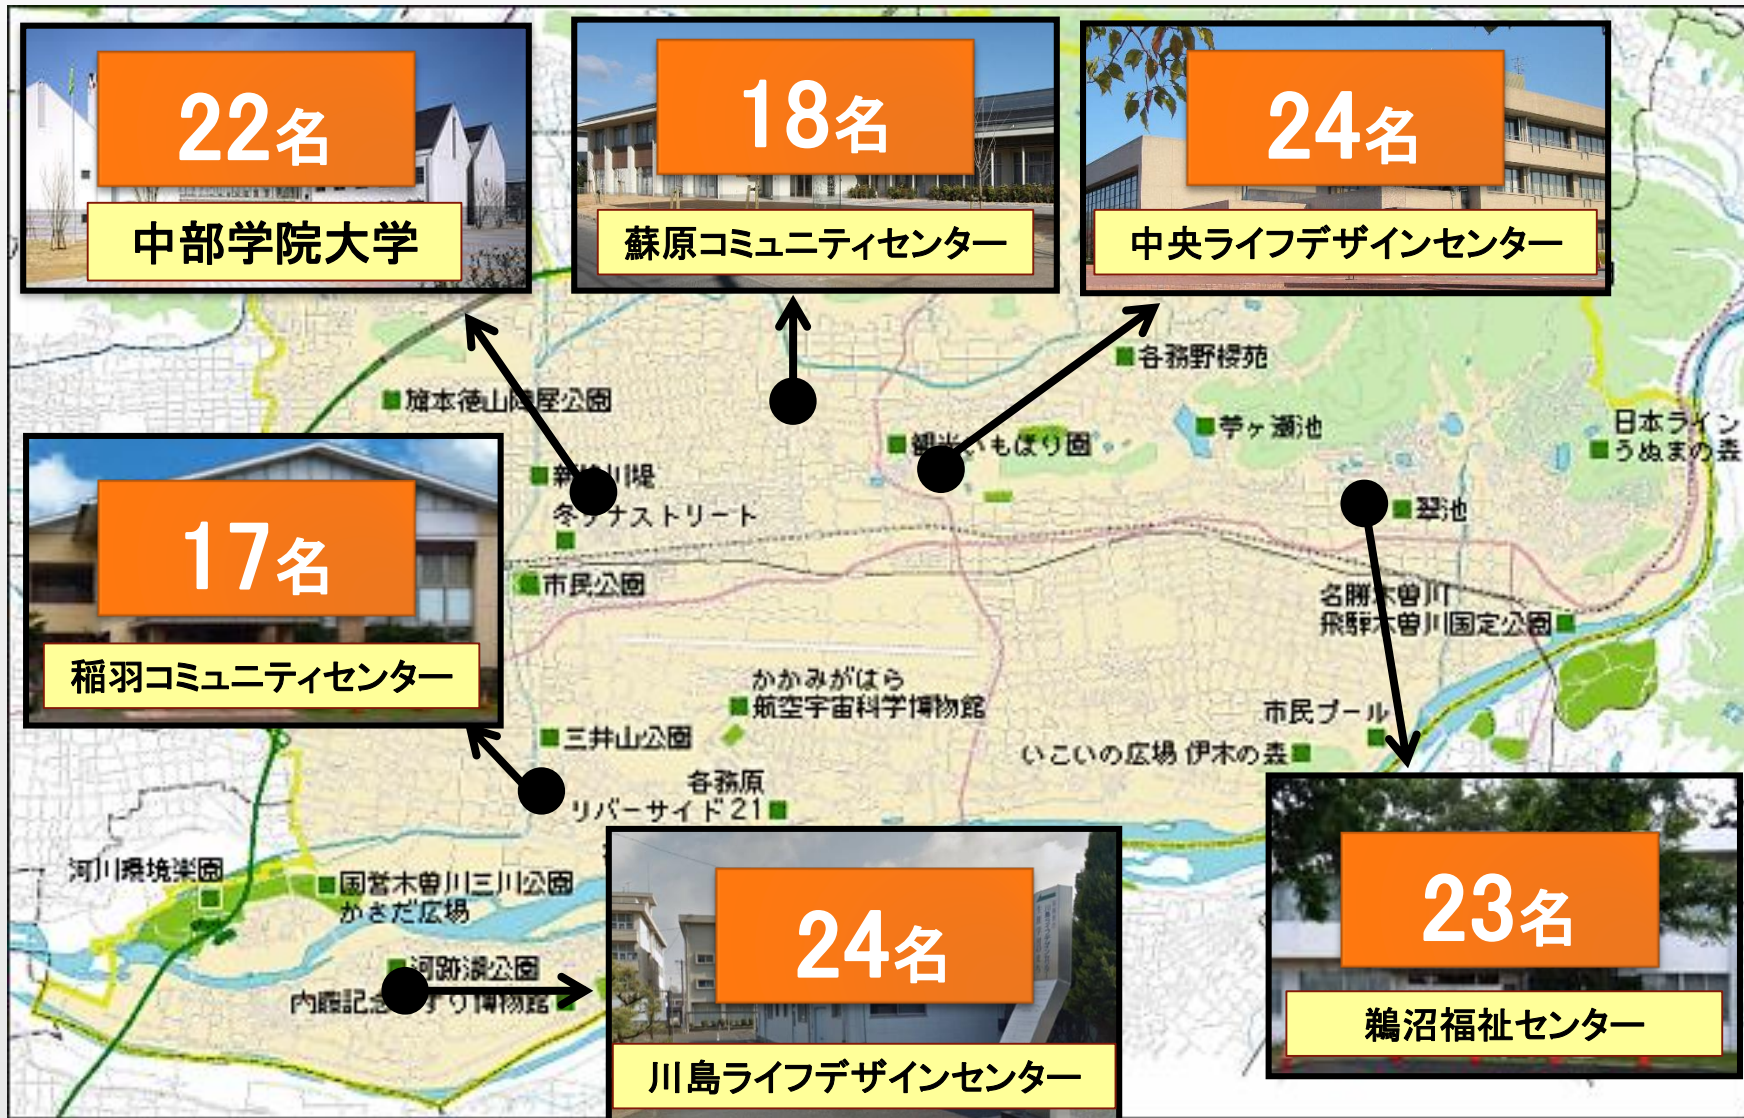 22名
中部学院大学
18名
蘇原コミュニティセンター
24名
中央ライフデザインセンター
各務野櫻苑
旗本徳山陣屋公園
苧ヶ瀬池
日本ライン
うぬまの森
観光いもほり園
翠池
17名
稲羽コミュニティセンター
市民公園
名勝木曽川
飛騨木曽川国定公園
かかみがはら
航空宇宙科学博物館
三井山公園
市民プール
いこいの広場 伊木の森
各務原
リバーサイド21
河川環境楽園
国営木曽川三川公園
かさだ広場
河跡湖公園
24名
川島ライフデザインセンター
23名
鵜沼福祉センター